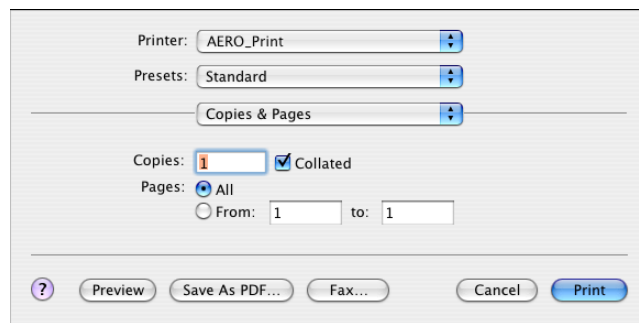 Printer: AERO_Print
Presets: Standard
Copies & Pages
Copies: 1 Collated
Pages: All
From: 1 to: 1
? Preview Save As PDF... Fax... Cancel Print